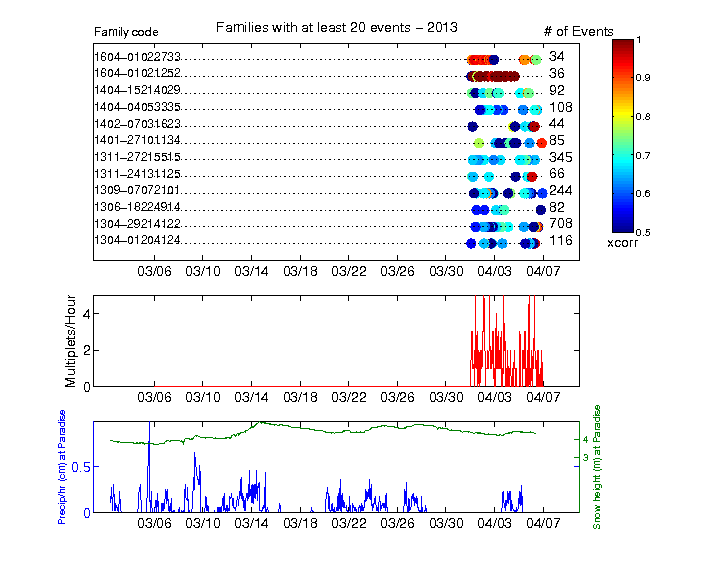 Families with at least 20 events – 2013
Family code
# of Events
1604–01022733 34
1604–01021252 36
1404–15214029 92
1404–04053335 108
1402–07031623 44
1401–27101134 85
1311–27215515 345
1311–24131125 66
1309–07072101 244
1306–18224914 82
1304–29214122 708
1304–01204124 116
1
0.9
0.8
0.7
0.6
0.5
xcorr
03/06 03/10 03/14 03/18 03/22 03/26 03/30 04/03 04/07
Multiplets/Hour
4
2
0
03/06 03/10 03/14 03/18 03/22 03/26 03/30 04/03 04/07
Precip/hr (cm) at Paradise
0.5
0
Snow height (m) at Paradise
4
3
03/06 03/10 03/14 03/18 03/22 03/26 03/30 04/03 04/07